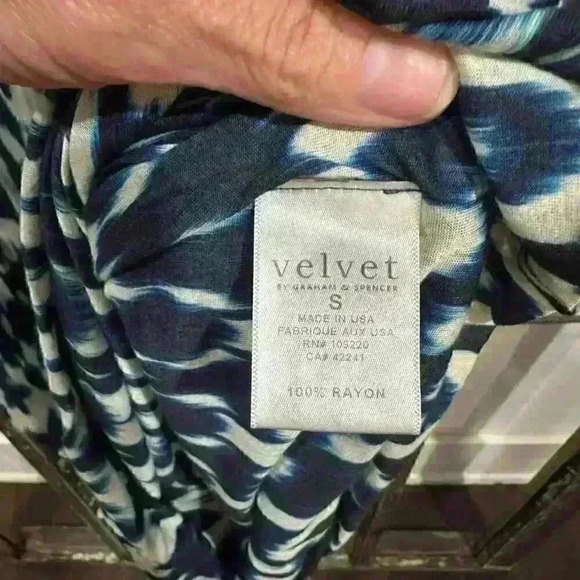 velvet
BY GRAHAM & SPENCER
S
MADE IN USA
FABRIQUE AUX USA
RN# 105220
CA# 42241
100% RAYON